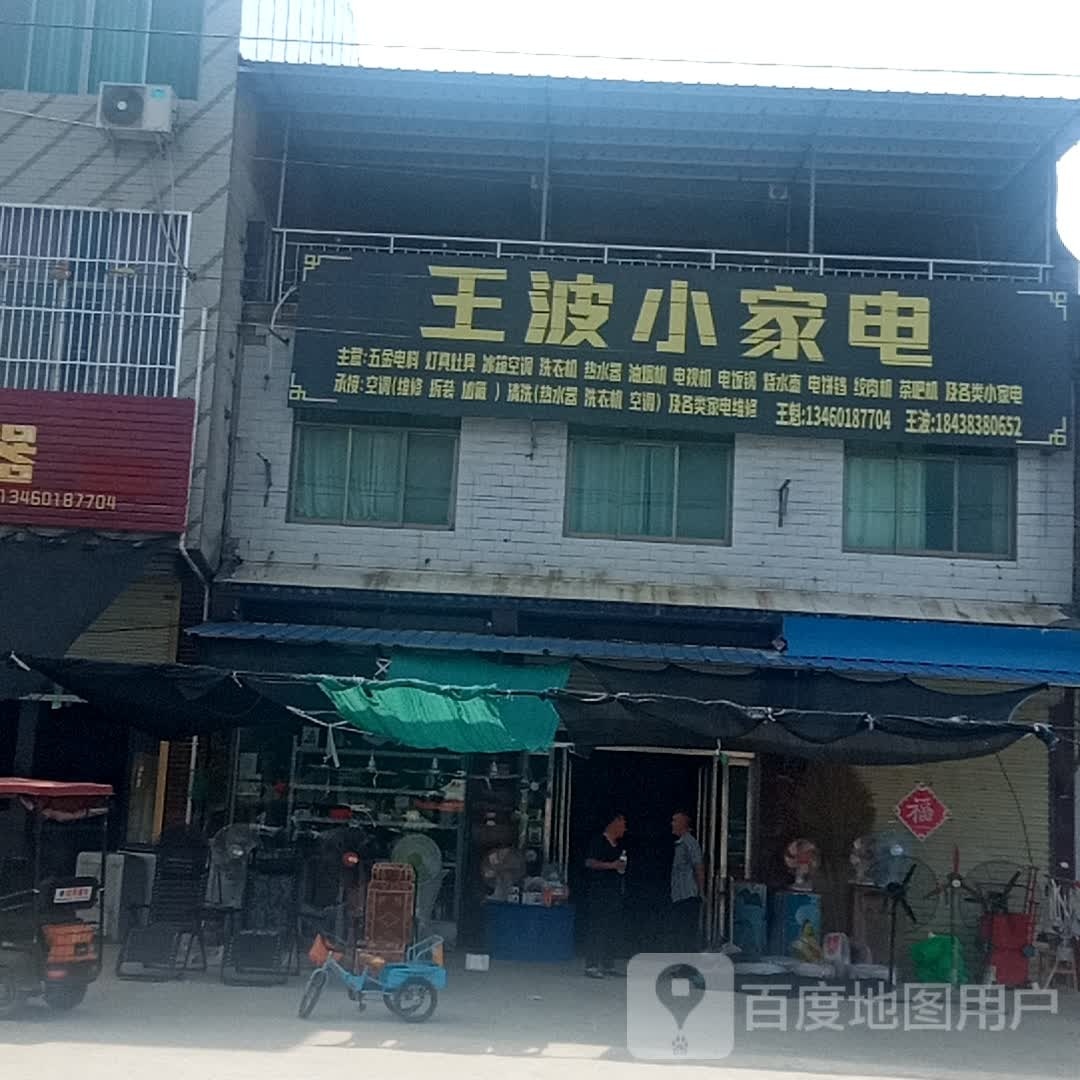 王波小家电
主营:五金电料 灯具灶具 冰箱空调 洗衣机 热水器 油烟机 电视机 电饭锅 烧水壶 电饼铛 绞肉机 茶吧机 及各类小家电
承接:空调(维修 拆装 加氟 ) 清洗(热水器 洗衣机 空调) 及各类家电维修 王魁:13460187704 王波:18438380652
器
13460187704
福
百度地图用户